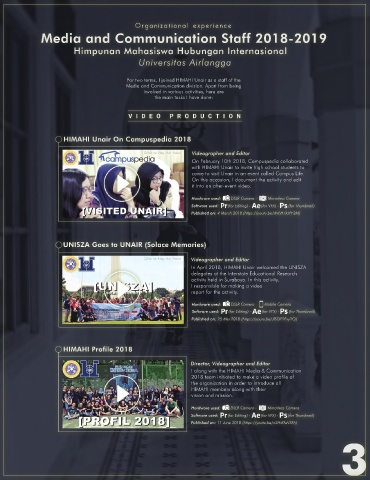 Organizational experience
Media and Communication Staff 2018-2019
Himpunan Mahasiswa Hubungan Internasional
Universitas Airlangga
For two terms, I joined HIMAHI Unair as a staff of the
Media and Communication division. Apart from being
involved in various activities, here are
the main tasks I have done:
VIDEO PRODUCTION
HIMAHI Unair On Campuspedia 2018
campuspedia
[VISITED UNAIR]
Videographer and Editor
On February 10th 2018, Campuspedia collaborated
with HIMAHI Unair to invite high school students to
come to visit Unair in an event called Campus Life.
On this occasion, I document the activity and edit
it into an after-event video.
Hardware used: DSLR Camera Mirrorless Camera
Software used: Pr (for Editing) Ae (for VFX) Ps (for Thumbnail)
Published on: 4 March 2018
UNISZA Goes to UNAIR (Solace Memories)
[UNISZA]
Videographer and Editor
In April 2018, HIMAHI Unair welcomed the UNISZA
delegates at the Interstate Educational Research
activity held in Surabaya. In this activity,
I responsible for making a video
report for the activity.
Hardware used: DSLR Camera Mobile Camera
Software used: Pr (for Editing) Ae (for VFX) Ps (for Thumbnail)
Published on: 25 May 2018
HIMAHI Profile 2018
[PROFIL 2018]
Director, Videographer and Editor
I along with the HIMAHI Media & Communication
2018 team initiated to make a video profile of
the organization in order to introduce all
HIMAHI members along with their
vision and mission.
Hardware used: DSLR Camera Mirrorless Camera
Software used: Pr (for Editing) Ae (for VFX) Ps (for Thumbnail)
Published on: 11 June 2018
3